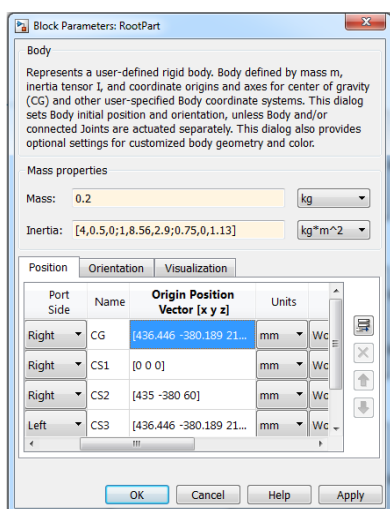 Block Parameters: RootPart
Body
Represents a user-defined rigid body. Body defined by mass m,
inertia tensor I, and coordinate origins and axes for center of gravity
(CG) and other user-specified Body coordinate systems. This dialog
sets Body initial position and orientation, unless Body and/or
connected Joints are actuated separately. This dialog also provides
optional settings for customized body geometry and color.
Mass properties
Mass: 0.2 kg
Inertia: [4,0.5,0;1,8.56,2.9;0.75,0,1.13] kg*m^2
Position Orientation Visualization
Port Side Name Origin Position Vector [x y z] Units
Right CG [436.446 -380.189 21... mm Wc
Right CS1 [0 0 0] mm Wc
Right CS2 [435 -380 60] mm Wc
Left CS3 [436.446 -380.189 21... mm Wc
OK Cancel Help Apply